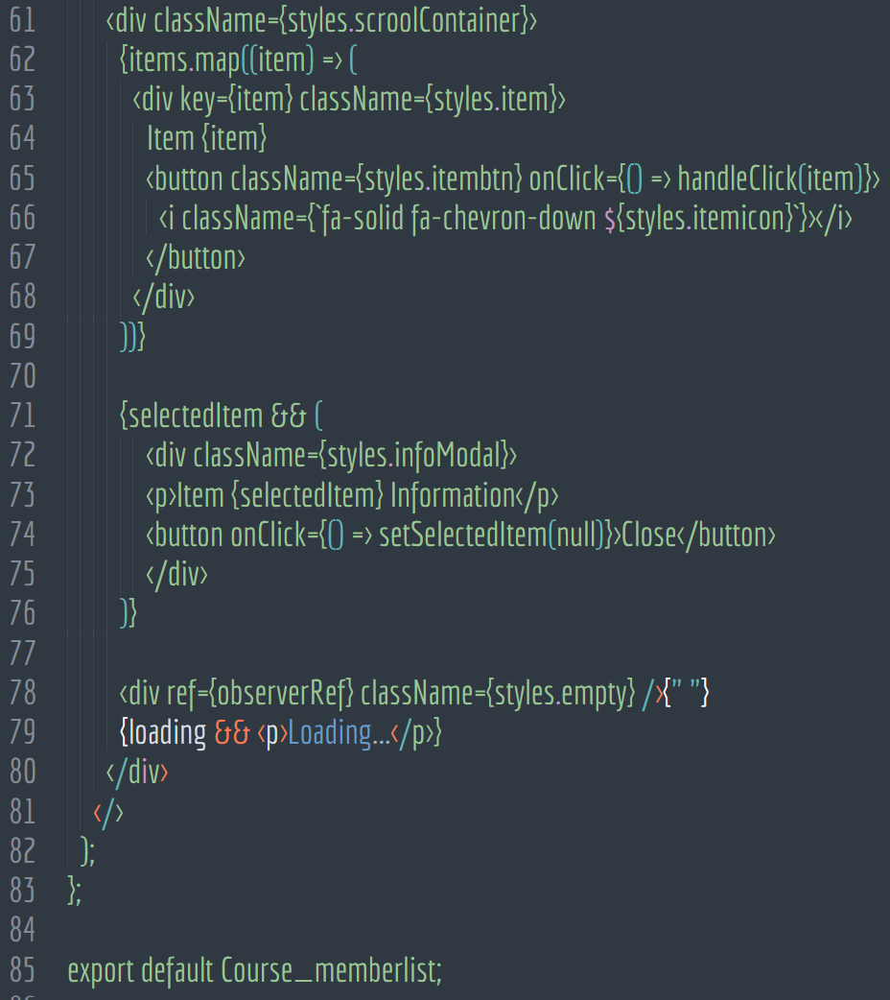 61 <div className={styles.scroolContainer}>
62 {items.map((item) => (
63 <div key={item} className={styles.item}>
64 Item {item}
65 <button className={styles.itembtn} onClick={() => handleClick(item)}>
66 <i className={`fa-solid fa-chevron-down ${styles.itemicon}`}></i>
67 </button>
68 </div>
69 ))}
70
71 {selectedItem && (
72 <div className={styles.infoModal}>
73 <p>Item {selectedItem} Information</p>
74 <button onClick={() => setSelectedItem(null)}>Close</button>
75 </div>
76 )}
77
78 <div ref={observerRef} className={styles.empty} />{" "}
79 {loading && <p>Loading...</p>}
80 </div>
81 </>
82 );
83 };
84
85 export default Course_memberlist;